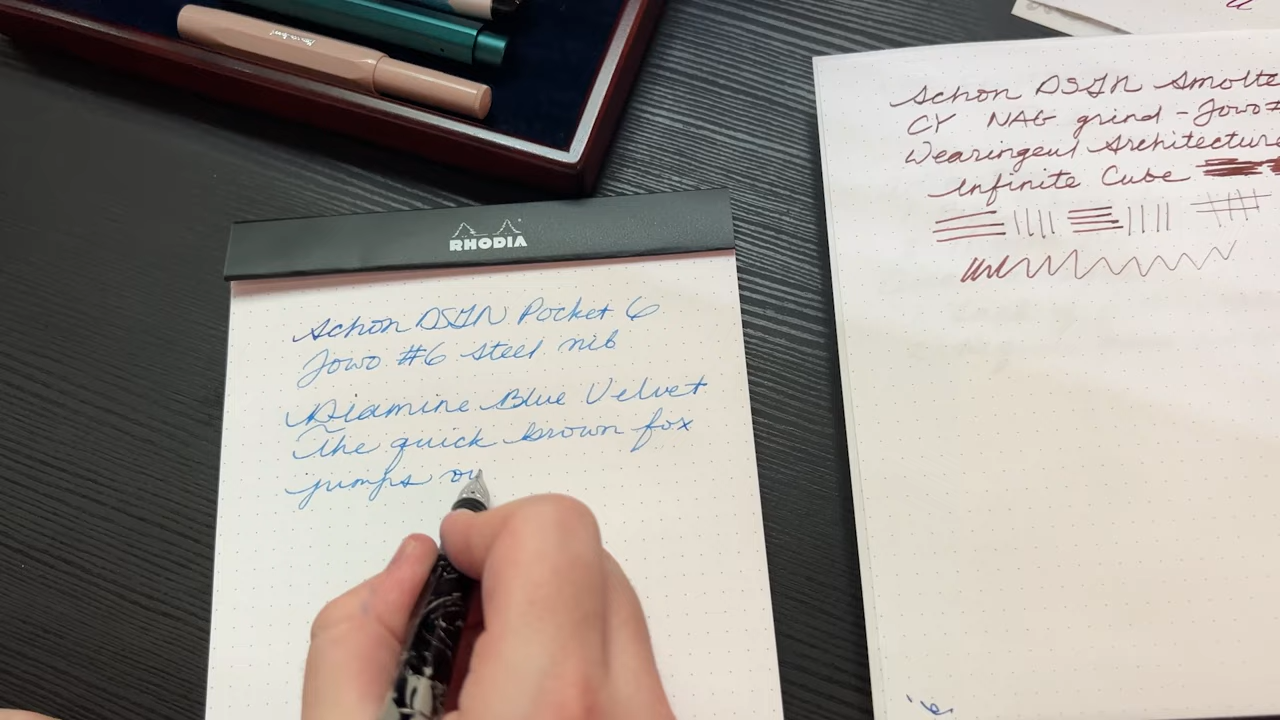 RHODIA
Schon DSGN Pocket 6
Jowo #6 steel nib
Diamine Blue Velvet
The quick brown fox
jumps ov
Schon DSGN Smolte
CY NAG grind - Jowo #
Wearingeul Architecture
Infinite Cube